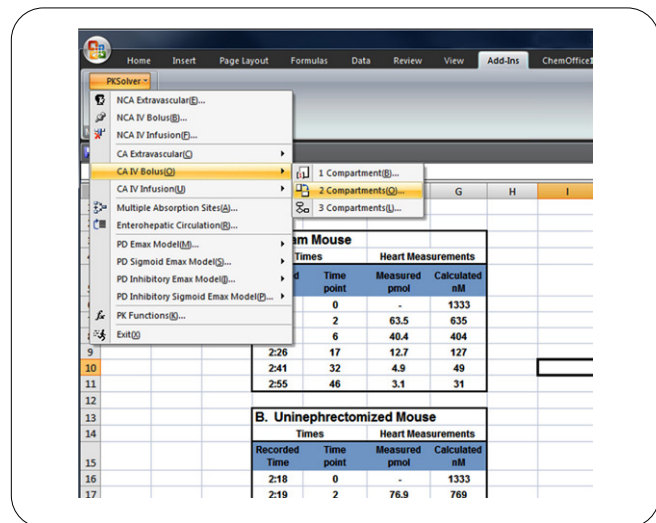 Home Insert Page Layout Formulas Data Review View Add-Ins ChemOffice1
PKSolver
NCA Extravascular(E)...
NCA IV Bolus(B)...
NCA IV Infusion(F)...
CA Extravascular(C)
CA IV Bolus(O)
CA IV Infusion(U)
Multiple Absorption Sites(A)...
Enterohepatic Circulation(R)...
PD Emax Model(M)...
PD Sigmoid Emax Model(S)...
PD Inhibitory Emax Model(I)...
PD Inhibitory Sigmoid Emax Model(P)...
PK Functions(K)...
Exit(X)
1 Compartment(B)...
2 Compartments(O)...
3 Compartments(L)...
G H I
am Mouse
Times Heart Measurements
Time point Measured pmol Calculated nM
0 - 1333
2 63.5 635
6 40.4 404
9 2:26 17 12.7 127
10 2:41 32 4.9 49
11 2:55 46 3.1 31
12
13 B. Uninephrectomized Mouse
14 Times Heart Measurements
15 Recorded Time Time point Measured pmol Calculated nM
16 2:18 0 - 1333
17 2:19 2 76.9 769